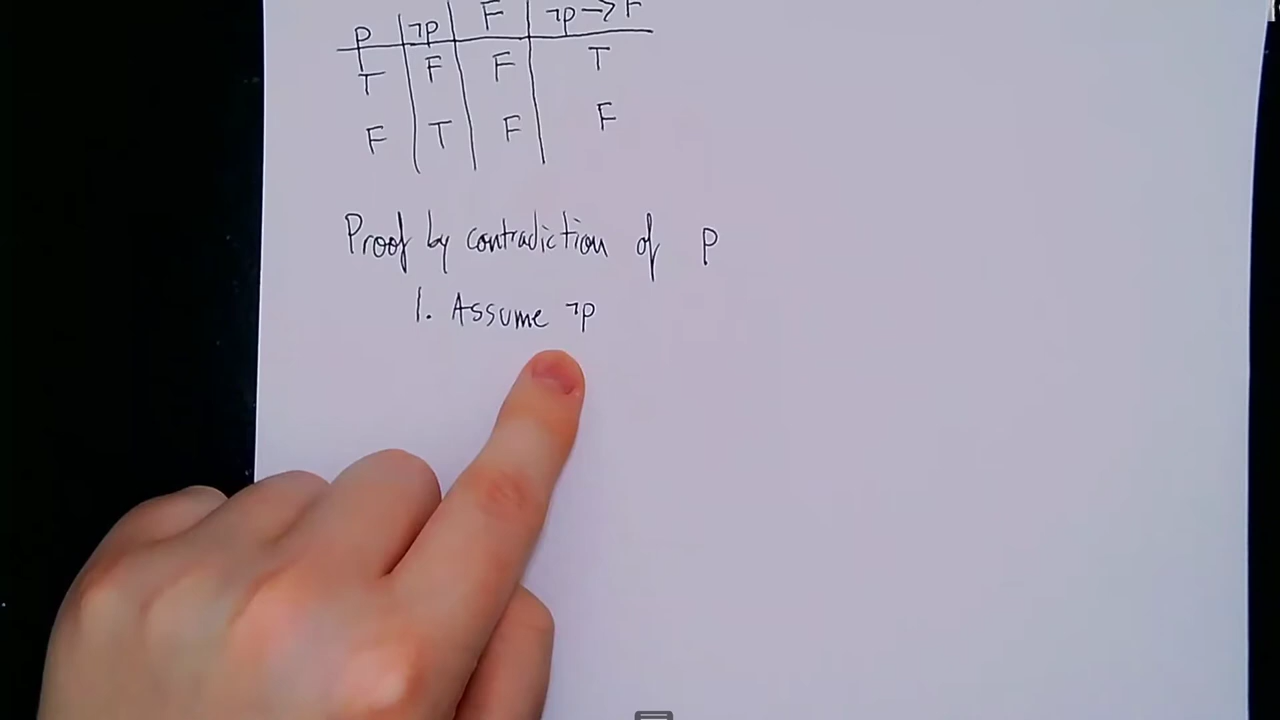 p ¬p F ¬p→F
T F F T
F T F F
Proof by contradiction of p
1. Assume ¬p